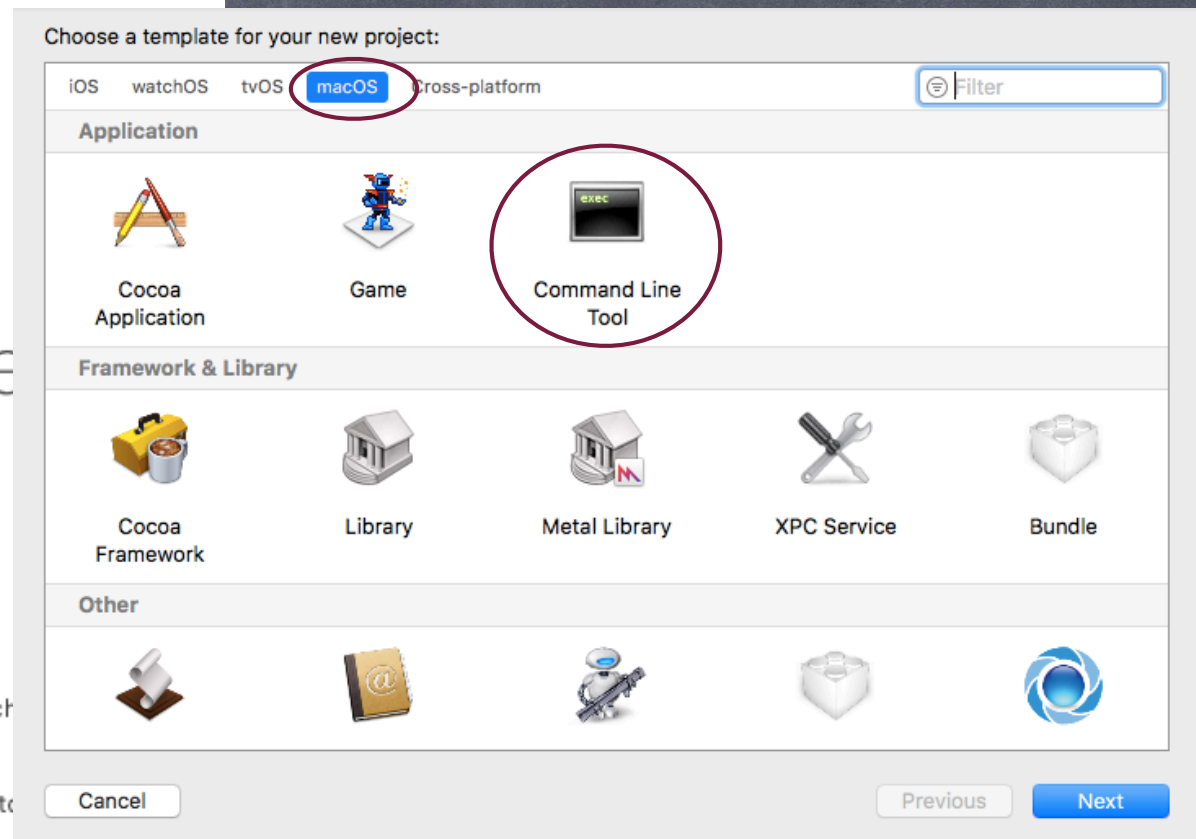 Choose a template for your new project:
iOS watchOS tvOS macOS Cross-platform Filter
Application
exec
Cocoa Application
Game
Command Line Tool
Framework & Library
Cocoa Framework
Library
Metal Library
XPC Service
Bundle
Other
@
Cancel Previous Next